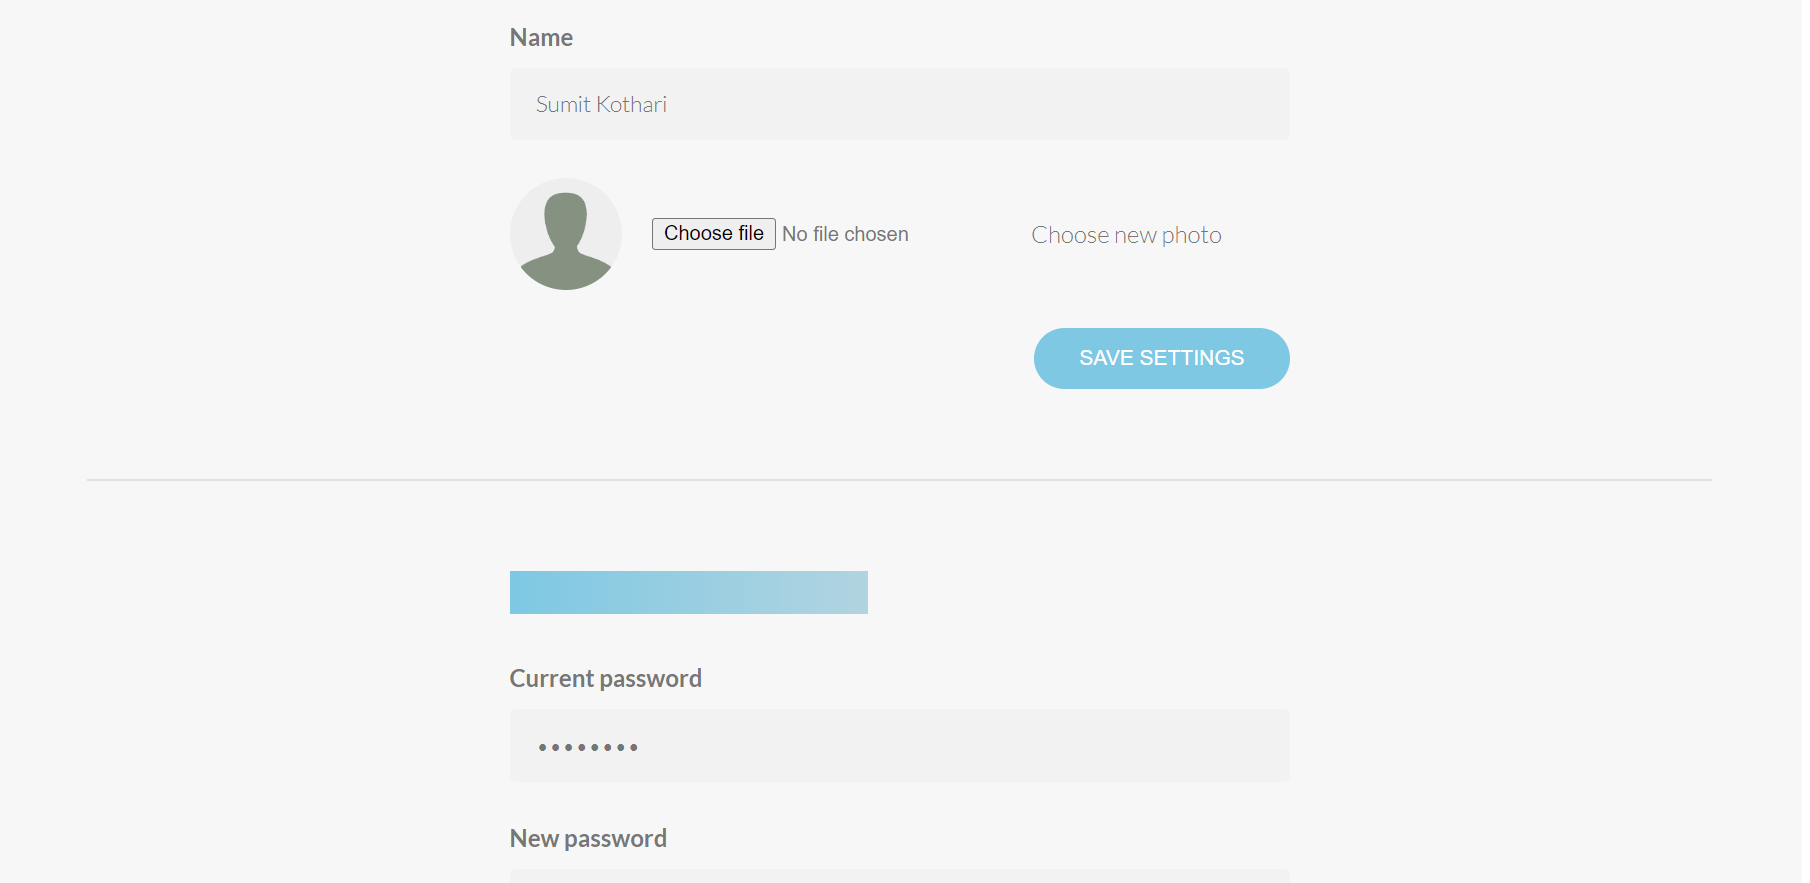 Name
Sumit Kothari
Choose file No file chosen Choose new photo
SAVE SETTINGS
Current password
••••••••
New password